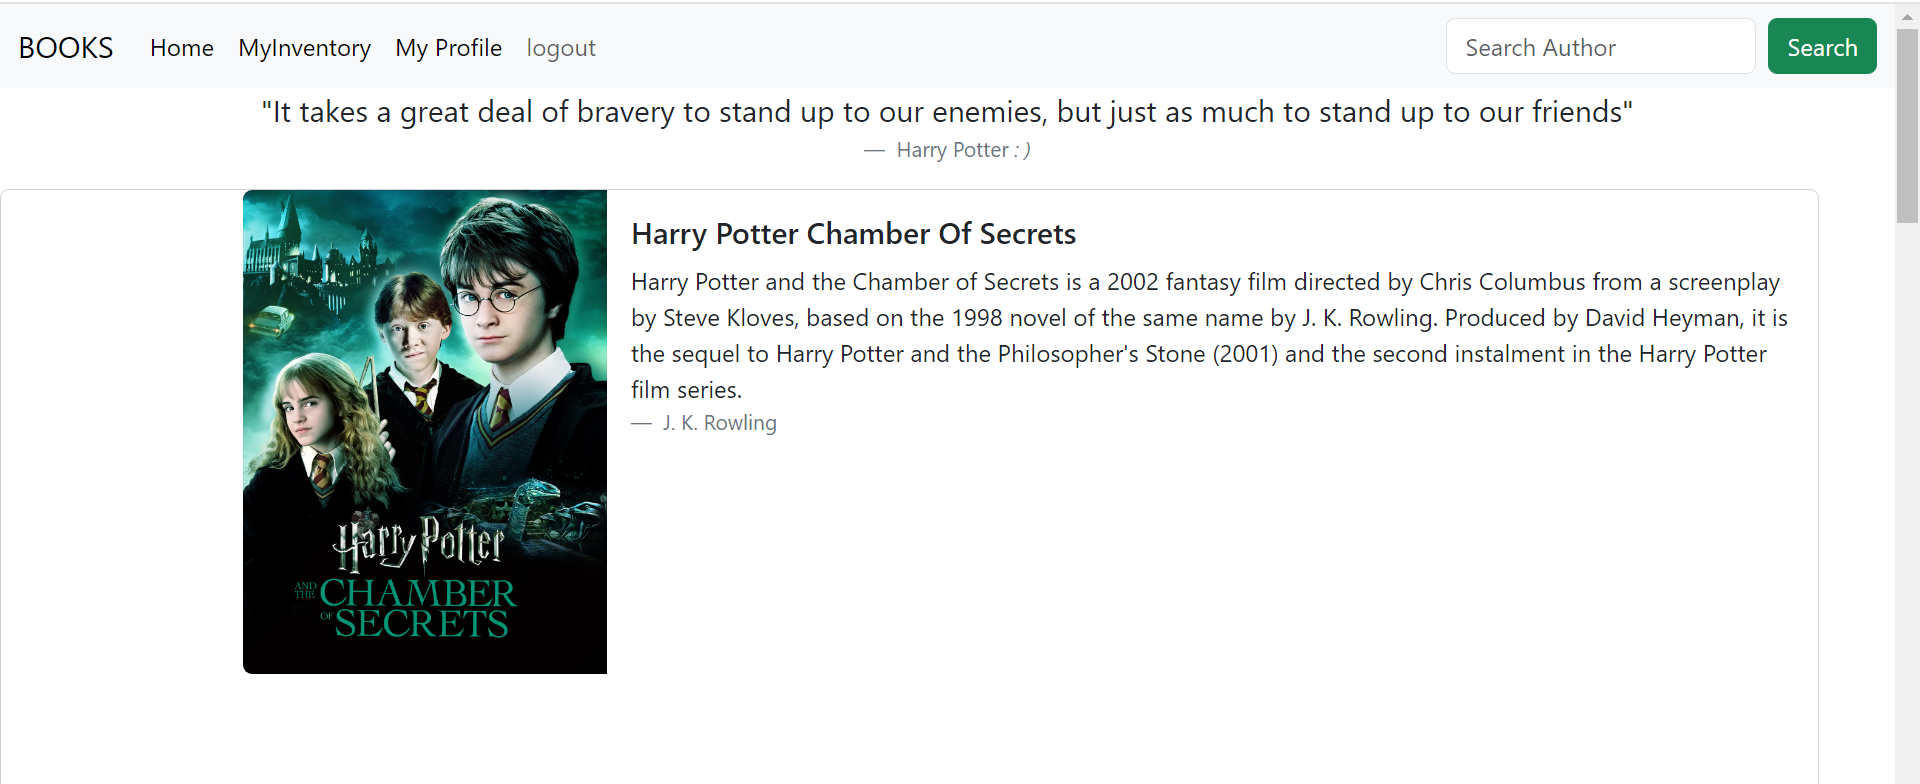 BOOKS Home MyInventory My Profile logout Search Author Search
"It takes a great deal of bravery to stand up to our enemies, but just as much to stand up to our friends"
— Harry Potter : )
Harry Potter Chamber Of Secrets
Harry Potter and the Chamber of Secrets is a 2002 fantasy film directed by Chris Columbus from a screenplay
by Steve Kloves, based on the 1998 novel of the same name by J. K. Rowling. Produced by David Heyman, it is
the sequel to Harry Potter and the Philosopher's Stone (2001) and the second instalment in the Harry Potter
film series.
— J. K. Rowling
Harry Potter
AND THE CHAMBER
OF SECRETS